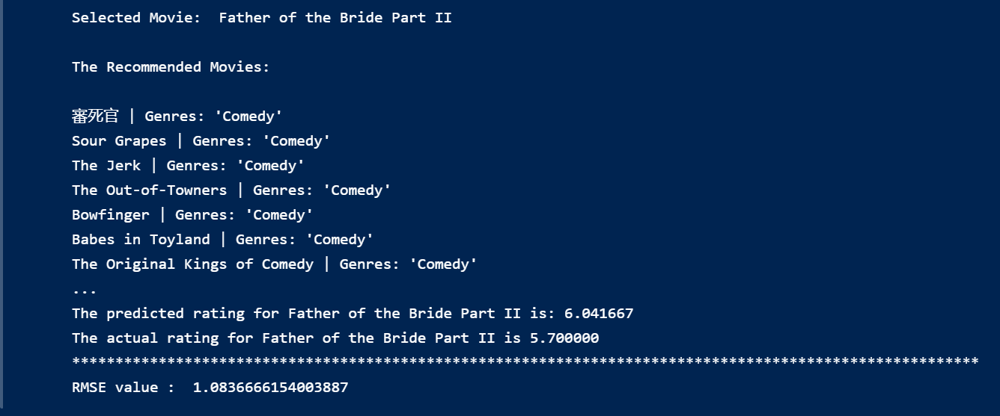 Selected Movie:  Father of the Bride Part II
The Recommended Movies:
審死官 | Genres: 'Comedy'
Sour Grapes | Genres: 'Comedy'
The Jerk | Genres: 'Comedy'
The Out-of-Towners | Genres: 'Comedy'
Bowfinger | Genres: 'Comedy'
Babes in Toyland | Genres: 'Comedy'
The Original Kings of Comedy | Genres: 'Comedy'
...
The predicted rating for Father of the Bride Part II is: 6.041667
The actual rating for Father of the Bride Part II is 5.700000
*********************************************************************************************************
RMSE value :  1.0836666154003887